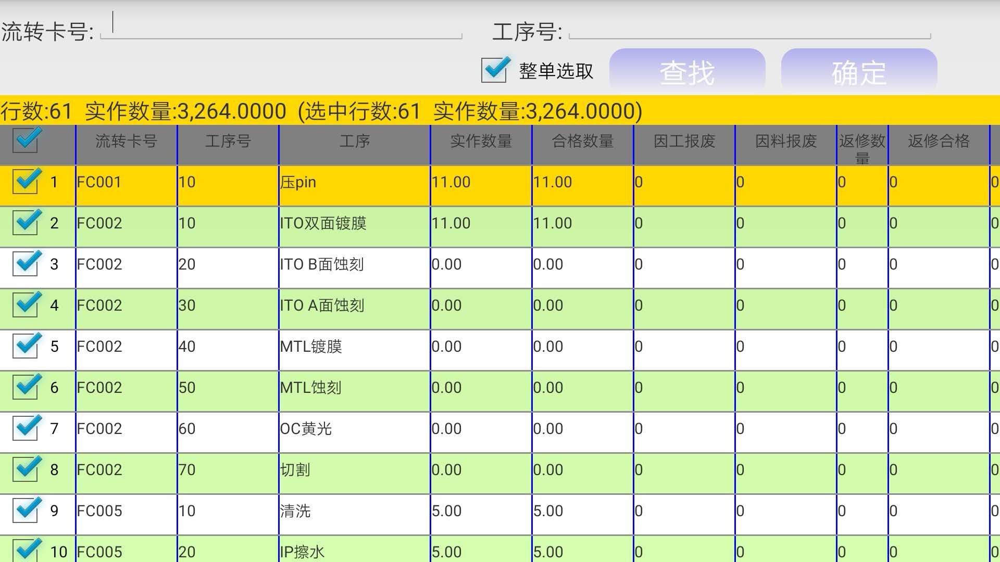 流转卡号: 工序号:
整单选取 查找 确定
行数:61 实作数量:3,264.0000 (选中行数:61 实作数量:3,264.0000)
流转卡号 工序号 工序 实作数量 合格数量 因工报废 因料报废 返修数量 返修合格
1 FC001 10 压pin 11.00 11.00 0 0 0 0 0
2 FC002 10 ITO双面镀膜 11.00 11.00 0 0 0 0 0
3 FC002 20 ITO B面蚀刻 0.00 0.00 0 0 0 0 0
4 FC002 30 ITO A面蚀刻 0.00 0.00 0 0 0 0 0
5 FC002 40 MTL镀膜 0.00 0.00 0 0 0 0 0
6 FC002 50 MTL蚀刻 0.00 0.00 0 0 0 0 0
7 FC002 60 OC黄光 0.00 0.00 0 0 0 0 0
8 FC002 70 切割 0.00 0.00 0 0 0 0 0
9 FC005 10 清洗 5.00 5.00 0 0 0 0 0
10 FC005 20 IP擦水 5.00 5.00 0 0 0 0 0